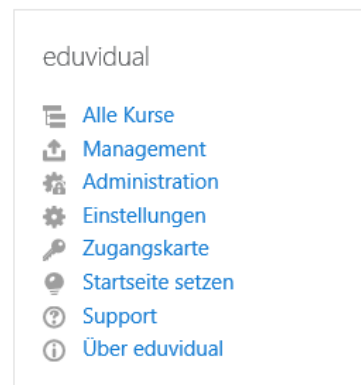 eduvidual
Alle Kurse
Management
Administration
Einstellungen
Zugangskarte
Startseite setzen
Support
Über eduvidual